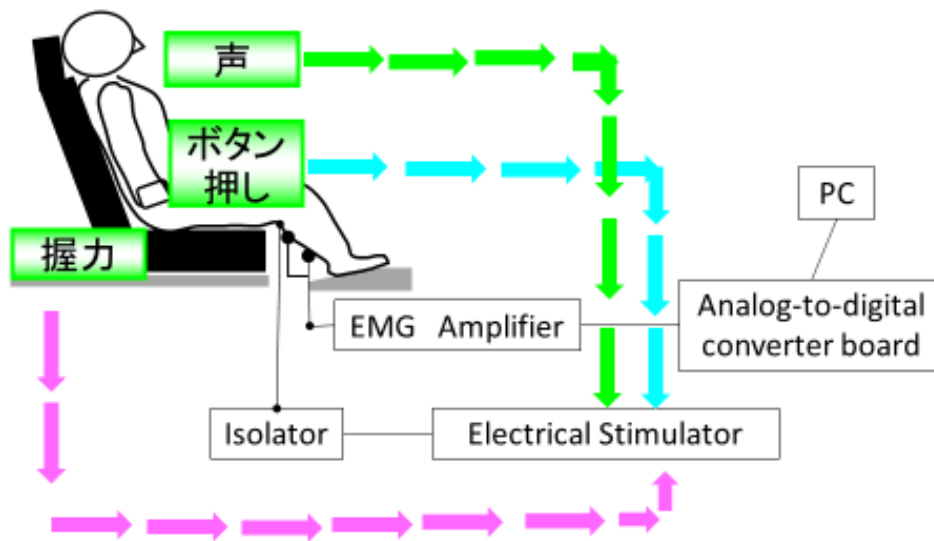 声
ボタン
押し
握力
PC
EMG Amplifier
Analog-to-digital
converter board
Isolator
Electrical Stimulator